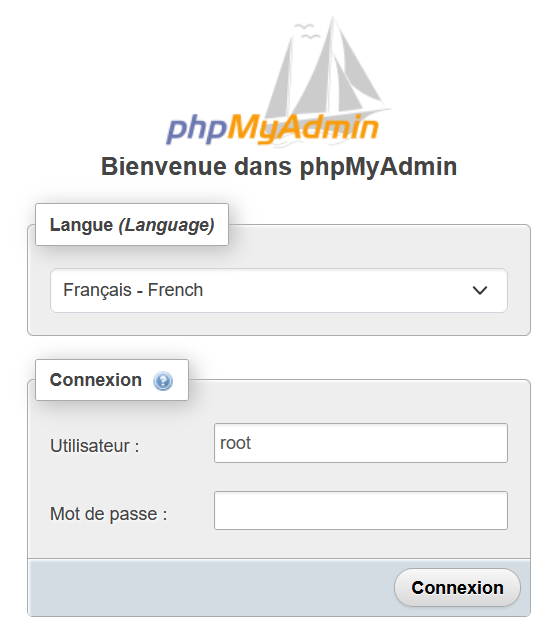 phpMyAdmin
Bienvenue dans phpMyAdmin
Langue (Language)
Français - French
Connexion
Utilisateur :
root
Mot de passe :
Connexion